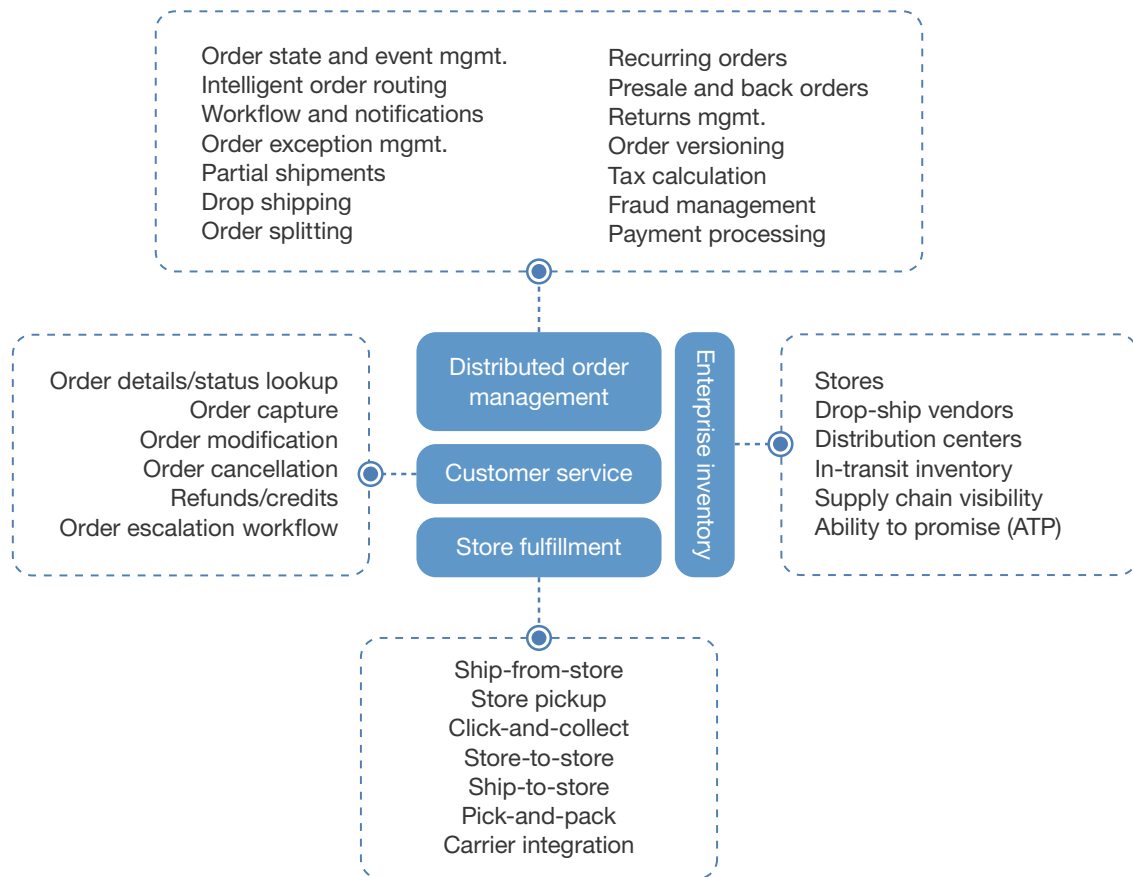 Order state and event mgmt.
Intelligent order routing
Workflow and notifications
Order exception mgmt.
Partial shipments
Drop shipping
Order splitting
Recurring orders
Presale and back orders
Returns mgmt.
Order versioning
Tax calculation
Fraud management
Payment processing
Order details/status lookup
Order capture
Order modification
Order cancellation
Refunds/credits
Order escalation workflow
Distributed order
management
Customer service
Store fulfillment
Enterprise inventory
Stores
Drop-ship vendors
Distribution centers
In-transit inventory
Supply chain visibility
Ability to promise (ATP)
Ship-from-store
Store pickup
Click-and-collect
Store-to-store
Ship-to-store
Pick-and-pack
Carrier integration